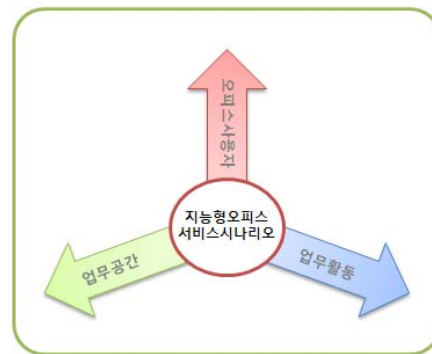 오피스사용자
지능형오피스
서비스시나리오
업무공간
업무활동